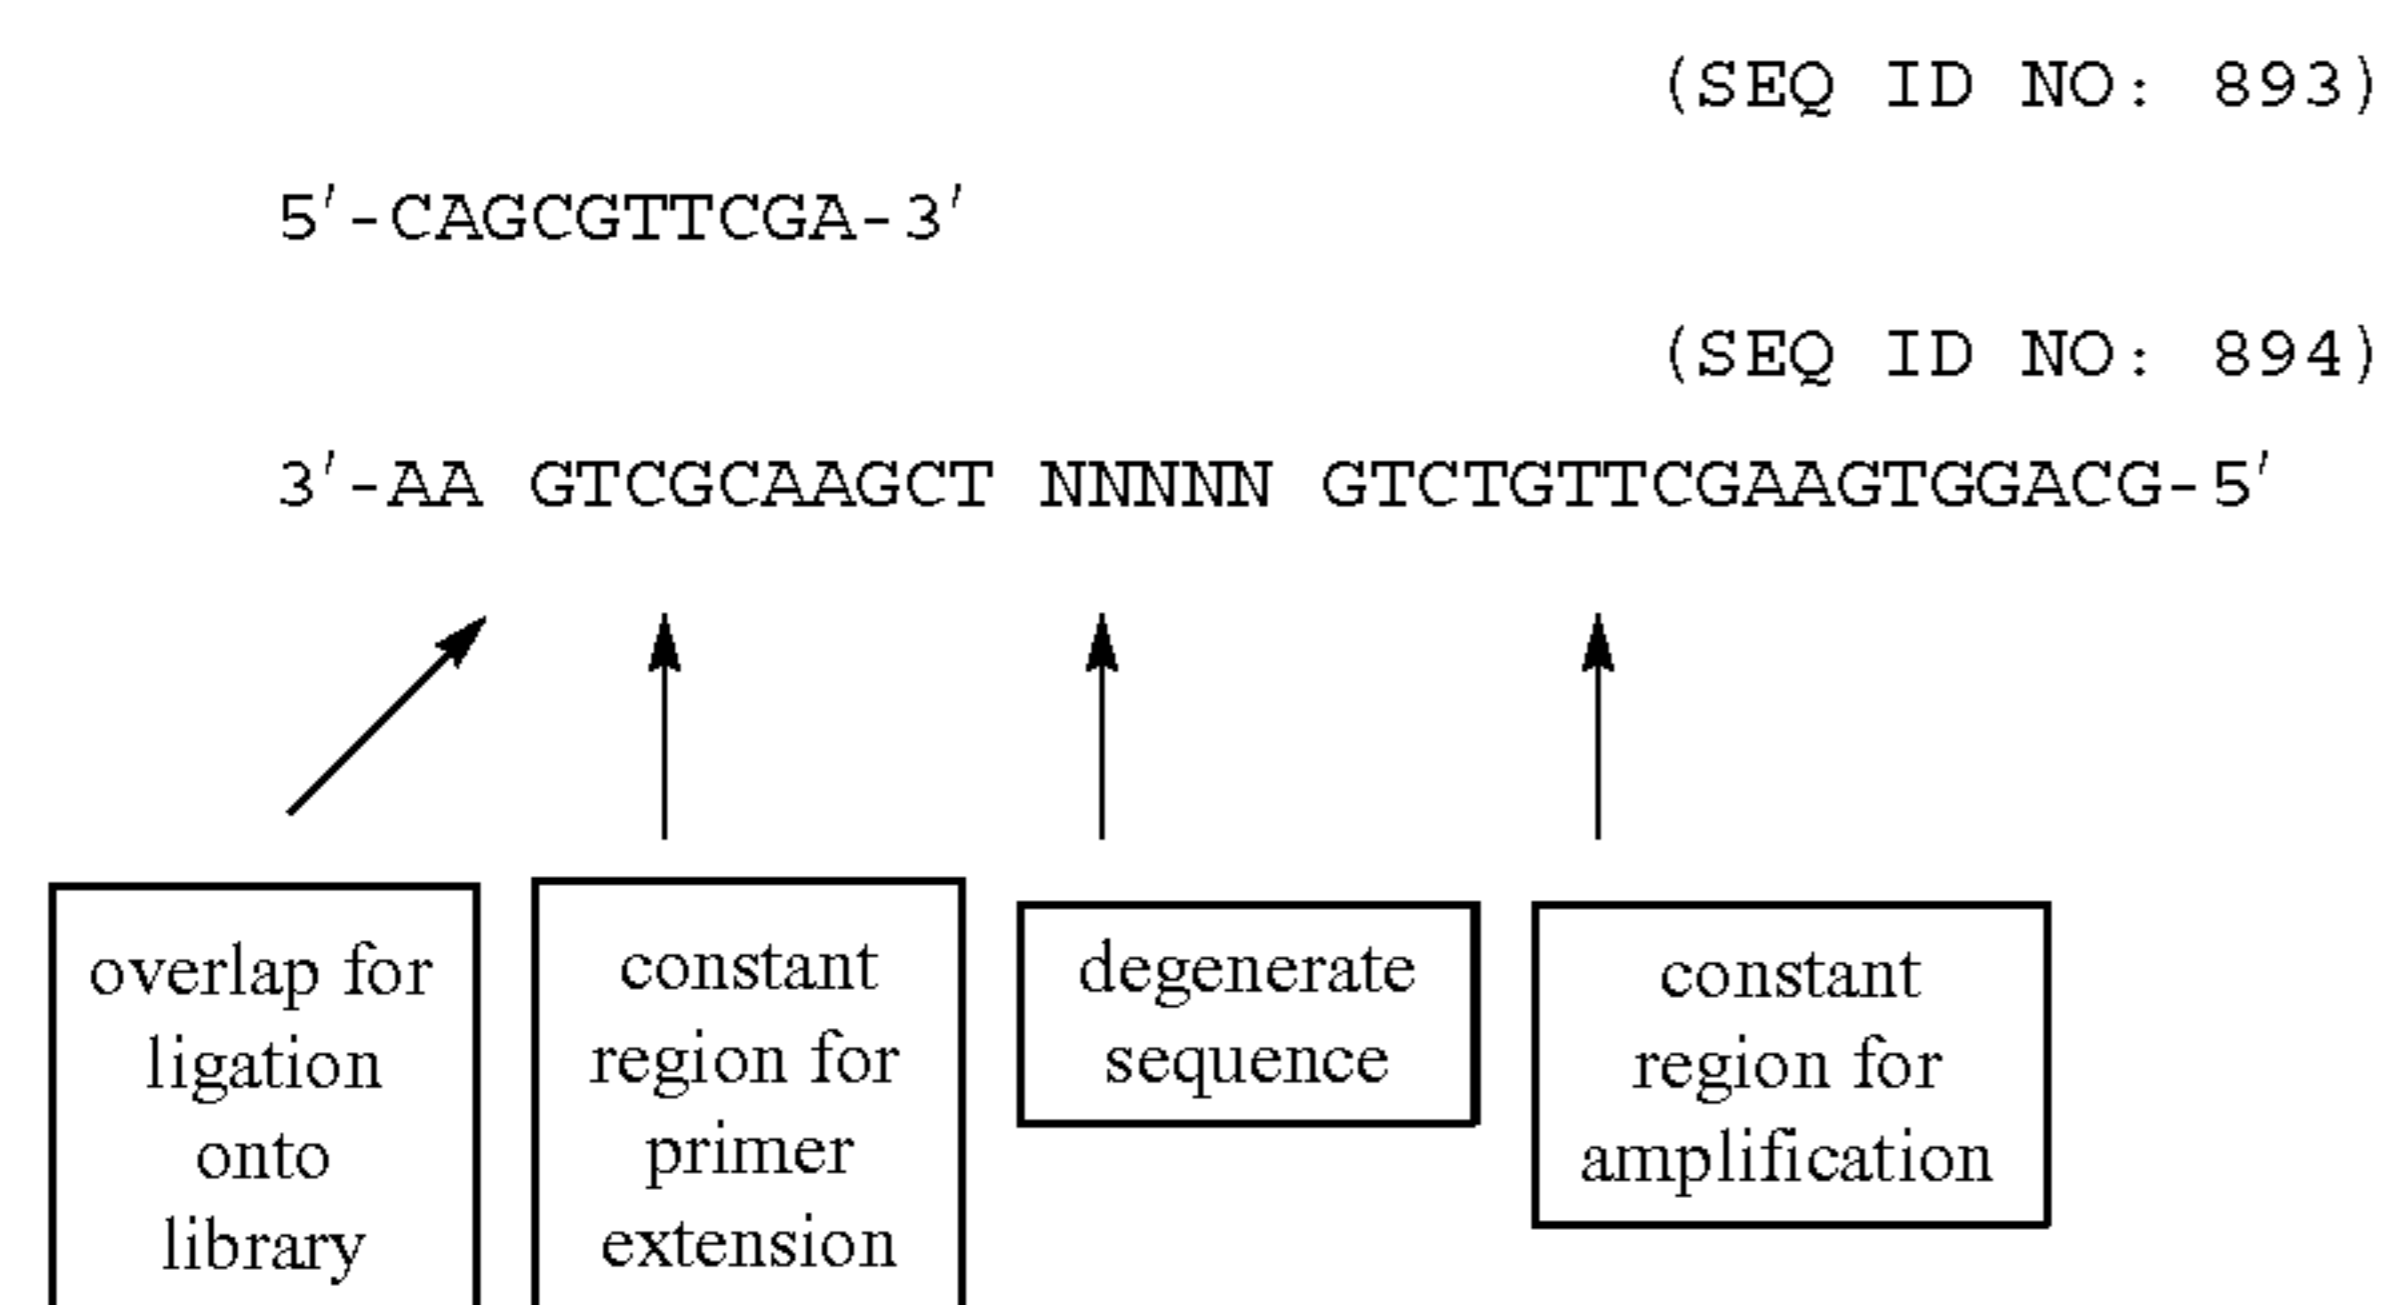 (SEQ ID NO: 893)
5′-CAGCGTTCGA-3′
(SEQ ID NO: 894)
3′-AA GTCGCAAGCT NNNNN GTCTGTTCGAAGTGGACG-5′
overlap for
ligation
onto
library
constant
region for
primer
extension
degenerate
sequence
constant
region for
amplification